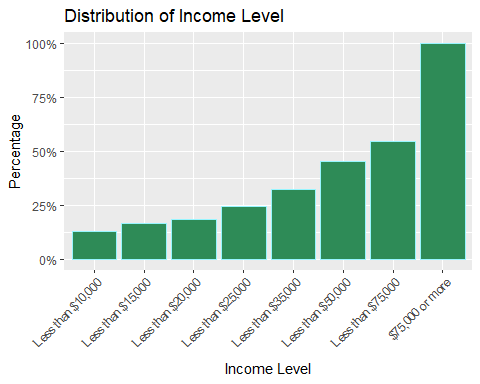 Distribution of Income Level
100%
75%
50%
25%
0%
Percentage
Less than $10,000
Less than $15,000
Less than $20,000
Less than $25,000
Less than $35,000
Less than $50,000
Less than $75,000
$75,000 or more
Income Level